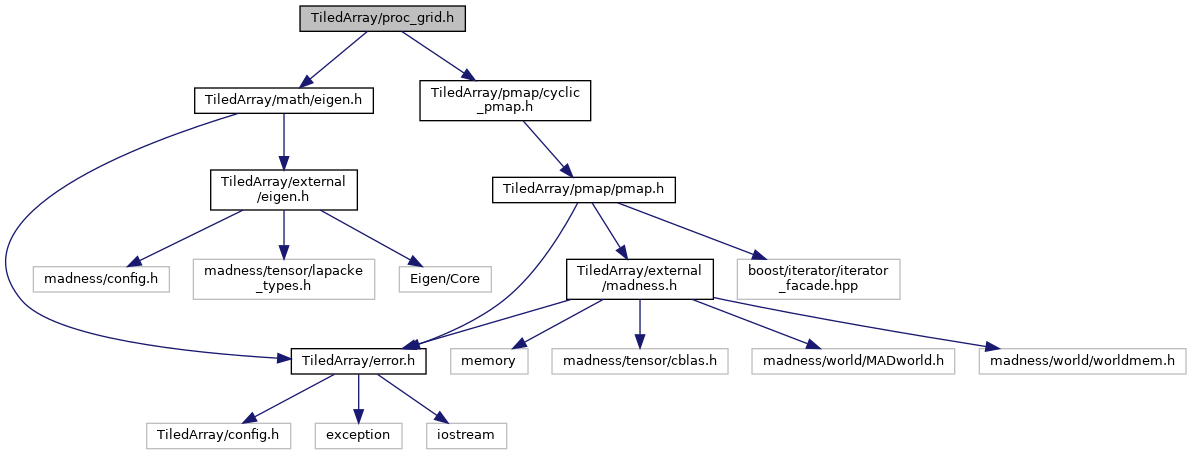 TiledArray/proc_grid.h
TiledArray/math/eigen.h
TiledArray/pmap/cyclic
_pmap.h
TiledArray/external
/eigen.h
TiledArray/pmap/pmap.h
madness/config.h
madness/tensor/lapacke
_types.h
Eigen/Core
TiledArray/external
/madness.h
boost/iterator/iterator
_facade.hpp
TiledArray/error.h
memory
madness/tensor/cblas.h
madness/world/MADworld.h
madness/world/worldmem.h
TiledArray/config.h
exception
iostream